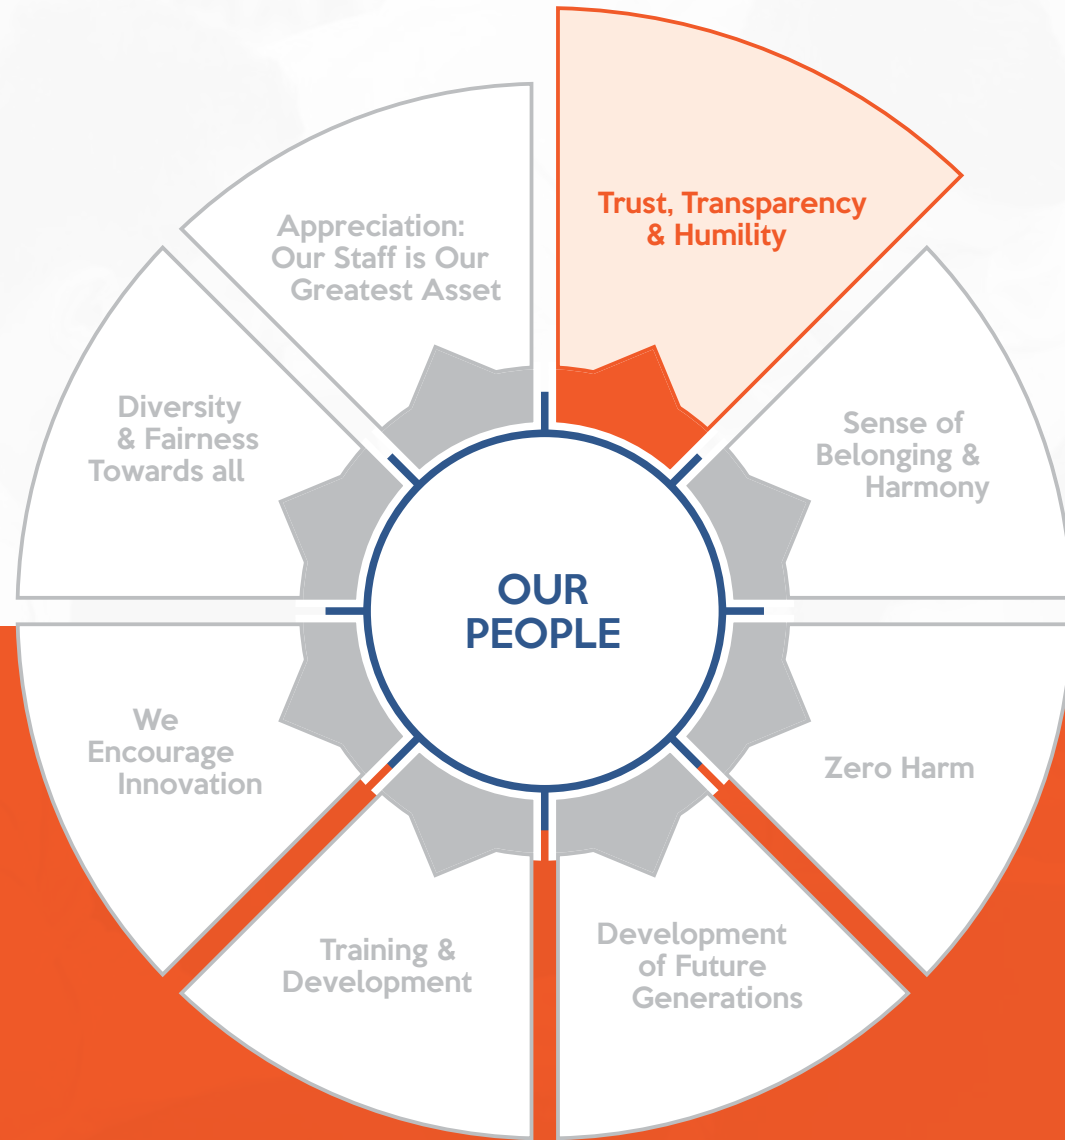 Trust, Transparency
& Humility
Sense of
Belonging &
Harmony
Zero Harm
Development
of Future
Generations
Training &
Development
We
Encourage
Innovation
Diversity
& Fairness
Towards all
Appreciation:
Our Staff is Our
Greatest Asset
OUR
PEOPLE